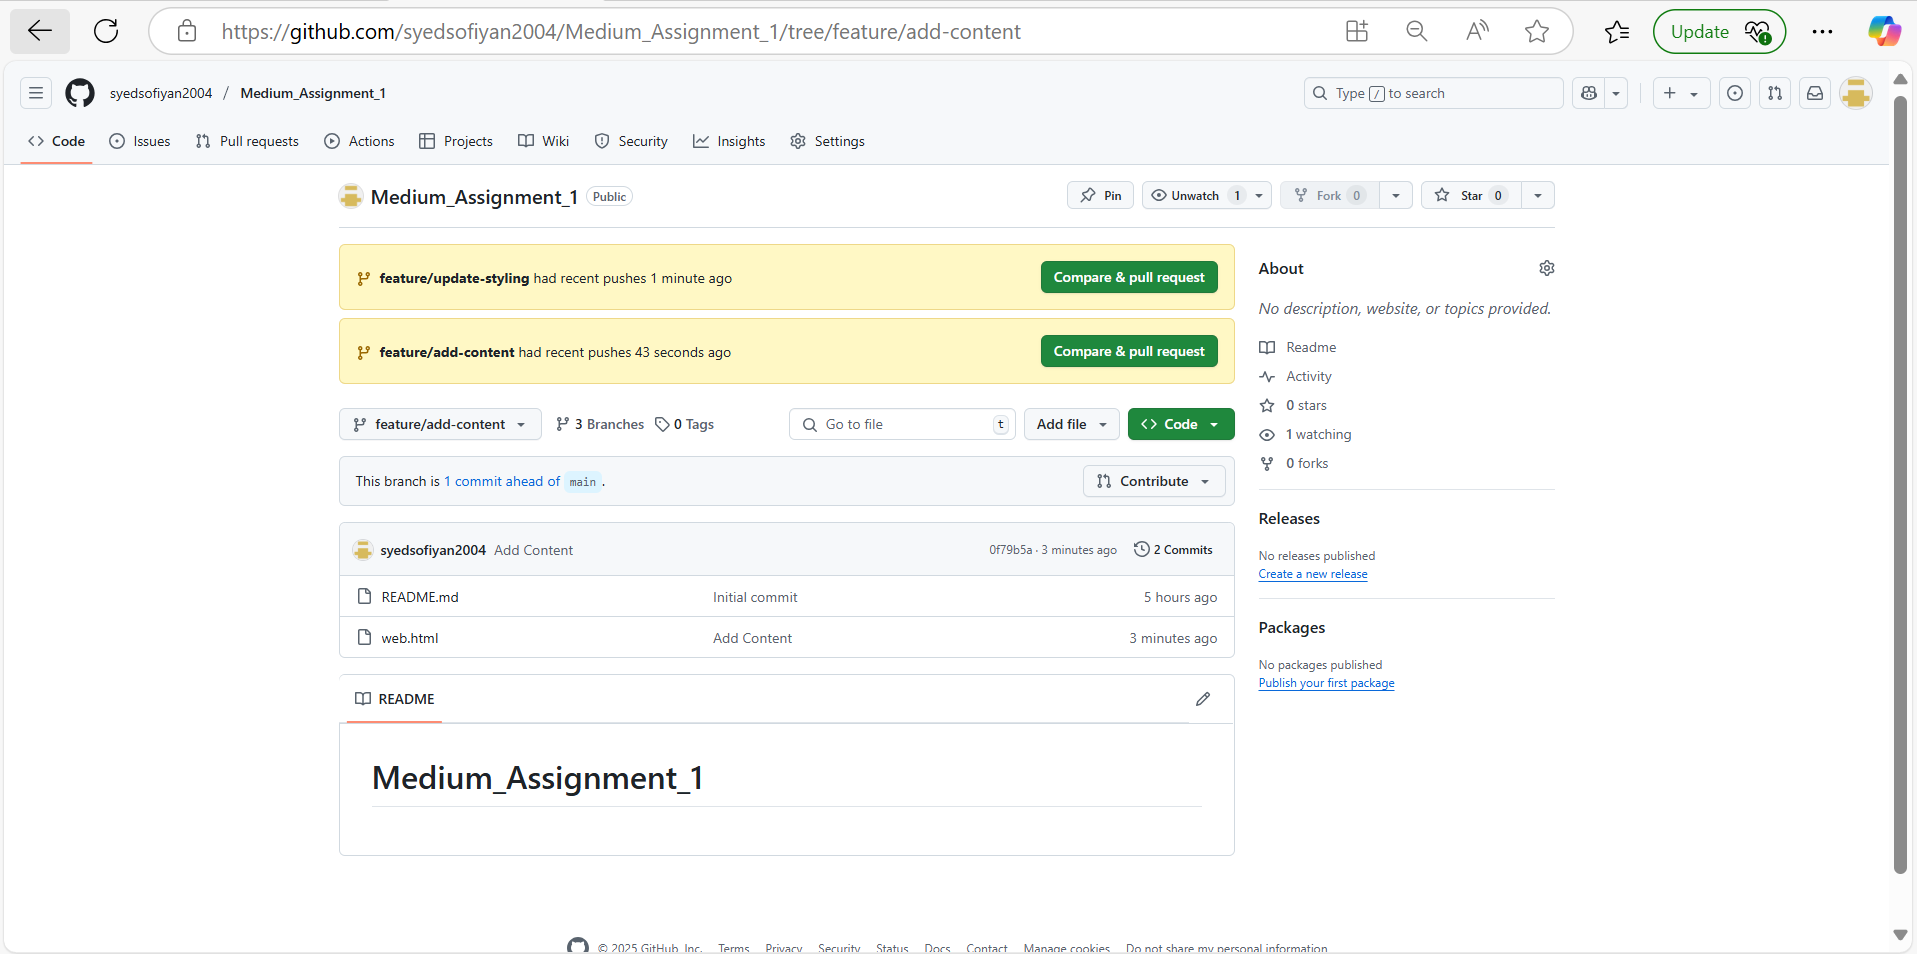 https://github.com/syedsofiyan2004/Medium_Assignment_1/tree/feature/add-content
Update
syedsofiyan2004 / Medium_Assignment_1
Type / to search
Code Issues Pull requests Actions Projects Wiki Security Insights Settings
Medium_Assignment_1 Public
Pin Unwatch 1 Fork 0 Star 0
feature/update-styling had recent pushes 1 minute ago Compare & pull request
feature/add-content had recent pushes 43 seconds ago Compare & pull request
feature/add-content 3 Branches 0 Tags Go to file t Add file Code
This branch is 1 commit ahead of main . Contribute
syedsofiyan2004 Add Content 0f79b5a · 3 minutes ago 2 Commits
README.md Initial commit 5 hours ago
web.html Add Content 3 minutes ago
README
Medium_Assignment_1
About
No description, website, or topics provided.
Readme
Activity
0 stars
1 watching
0 forks
Releases
No releases published
Create a new release
Packages
No packages published
Publish your first package
© 2025 GitHub, Inc. Terms Privacy Security Status Docs Contact Manage cookies Do not share my personal information